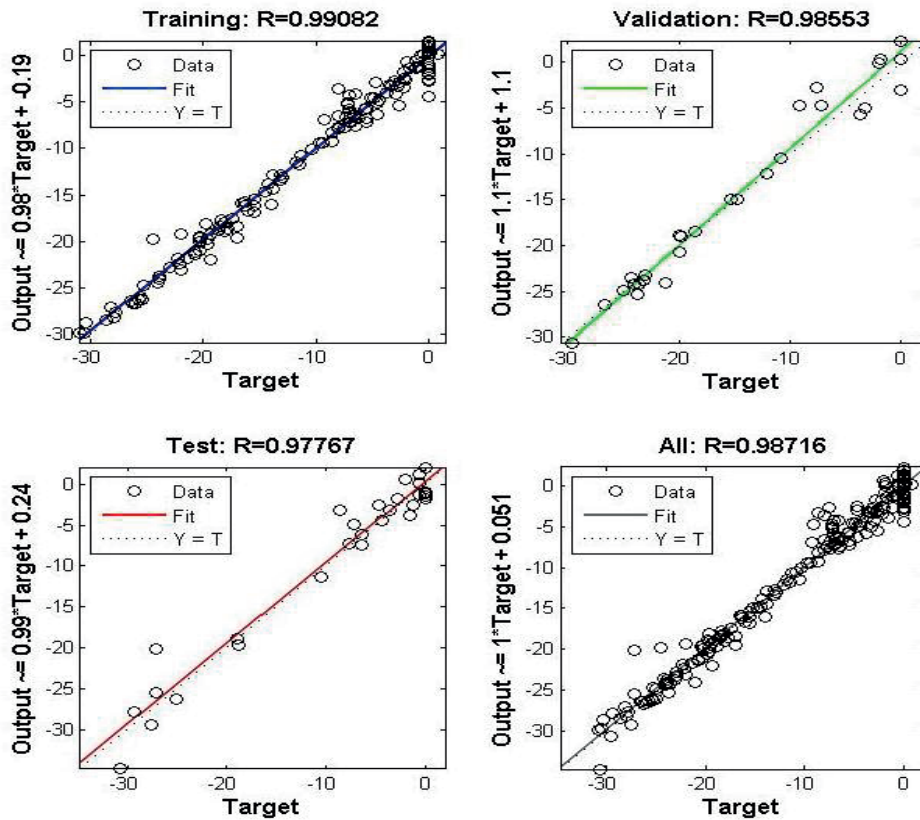 Training: R=0.99082
Output ~= 0.98*Target + -0.19
0
-5
-10
-15
-20
-25
-30
Data
Fit
Y = T
-30
-20
-10
0
Target
Validation: R=0.98553
Output ~= 1.1*Target + 1.1
0
-5
-10
-15
-20
-25
-30
Data
Fit
Y = T
-30
-20
-10
0
Target
Test: R=0.97767
Output ~= 0.99*Target + 0.24
0
-5
-10
-15
-20
-25
-30
Data
Fit
Y = T
-30
-20
-10
0
Target
All: R=0.98716
Output ~= 1*Target + 0.051
0
-5
-10
-15
-20
-25
-30
Data
Fit
Y = T
-30
-20
-10
0
Target